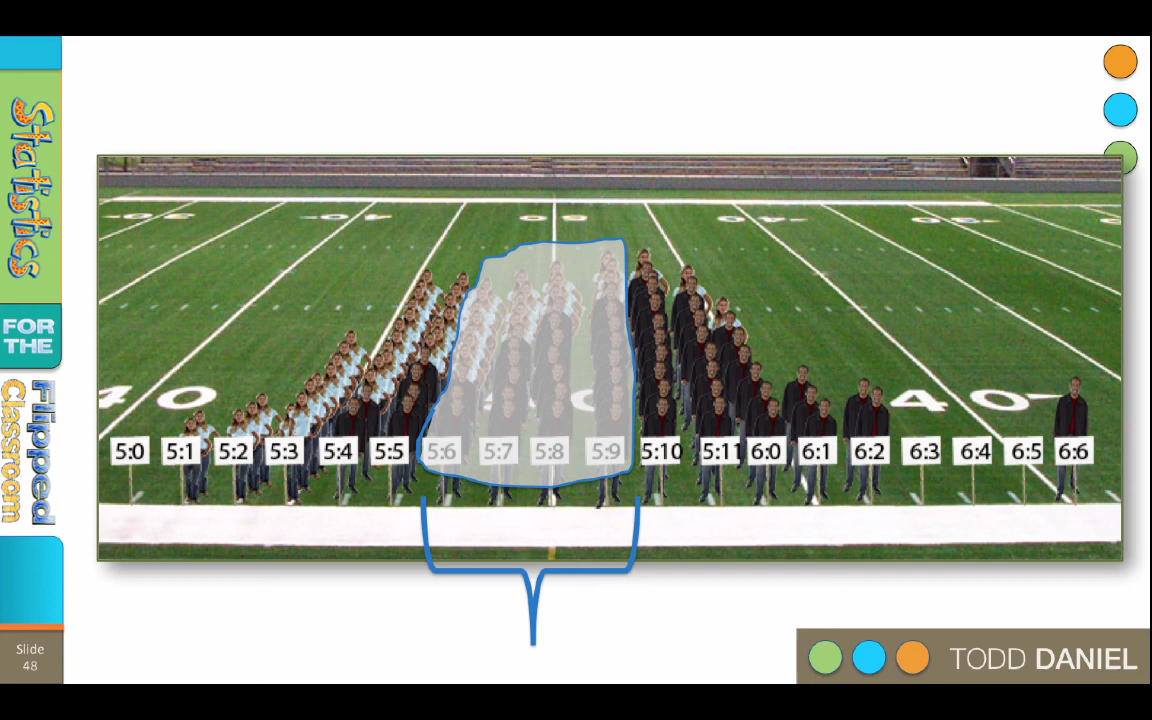 Statistics
FOR
THE
Flipped
Classroom
Slide
48
40
50
40
5:0 5:1 5:2 5:3 5:4 5:5 5:6 5:7 5:8 5:9 5:10 5:11 6:0 6:1 6:2 6:3 6:4 6:5 6:6
TODD DANIEL